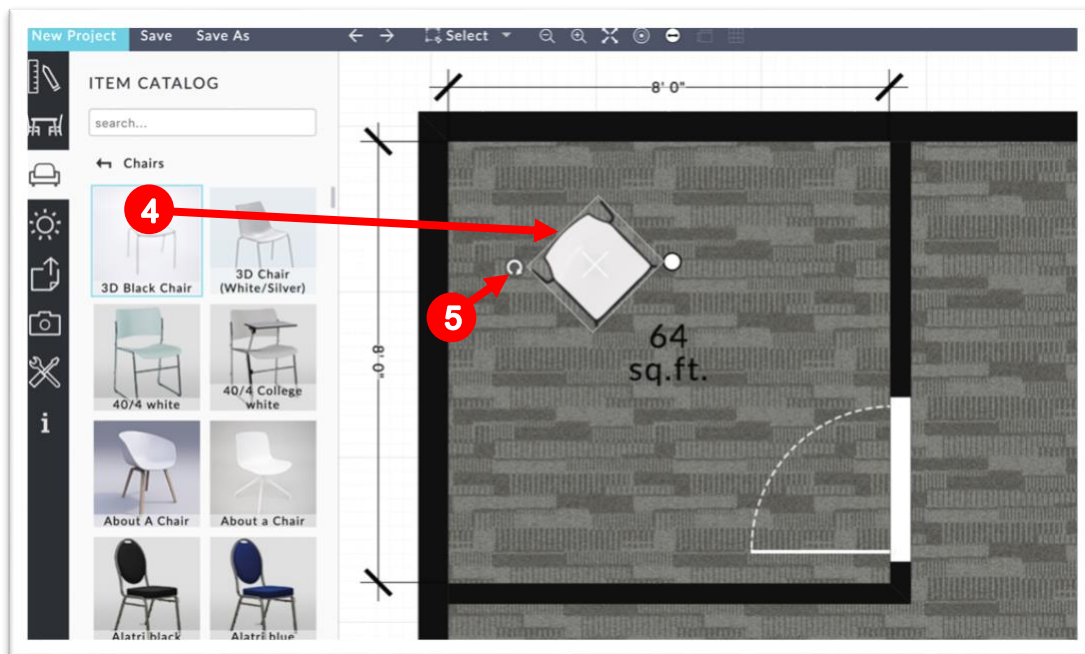 New Project Save Save As Select
ITEM CATALOG
search...
Chairs
4
3D Black Chair
3D Chair
(White/Silver)
40/4 white
40/4 College
white
About A Chair
About a Chair
Alatri black
Alatri blue
i
8' 0"
8' 0"
5
64
sq.ft.